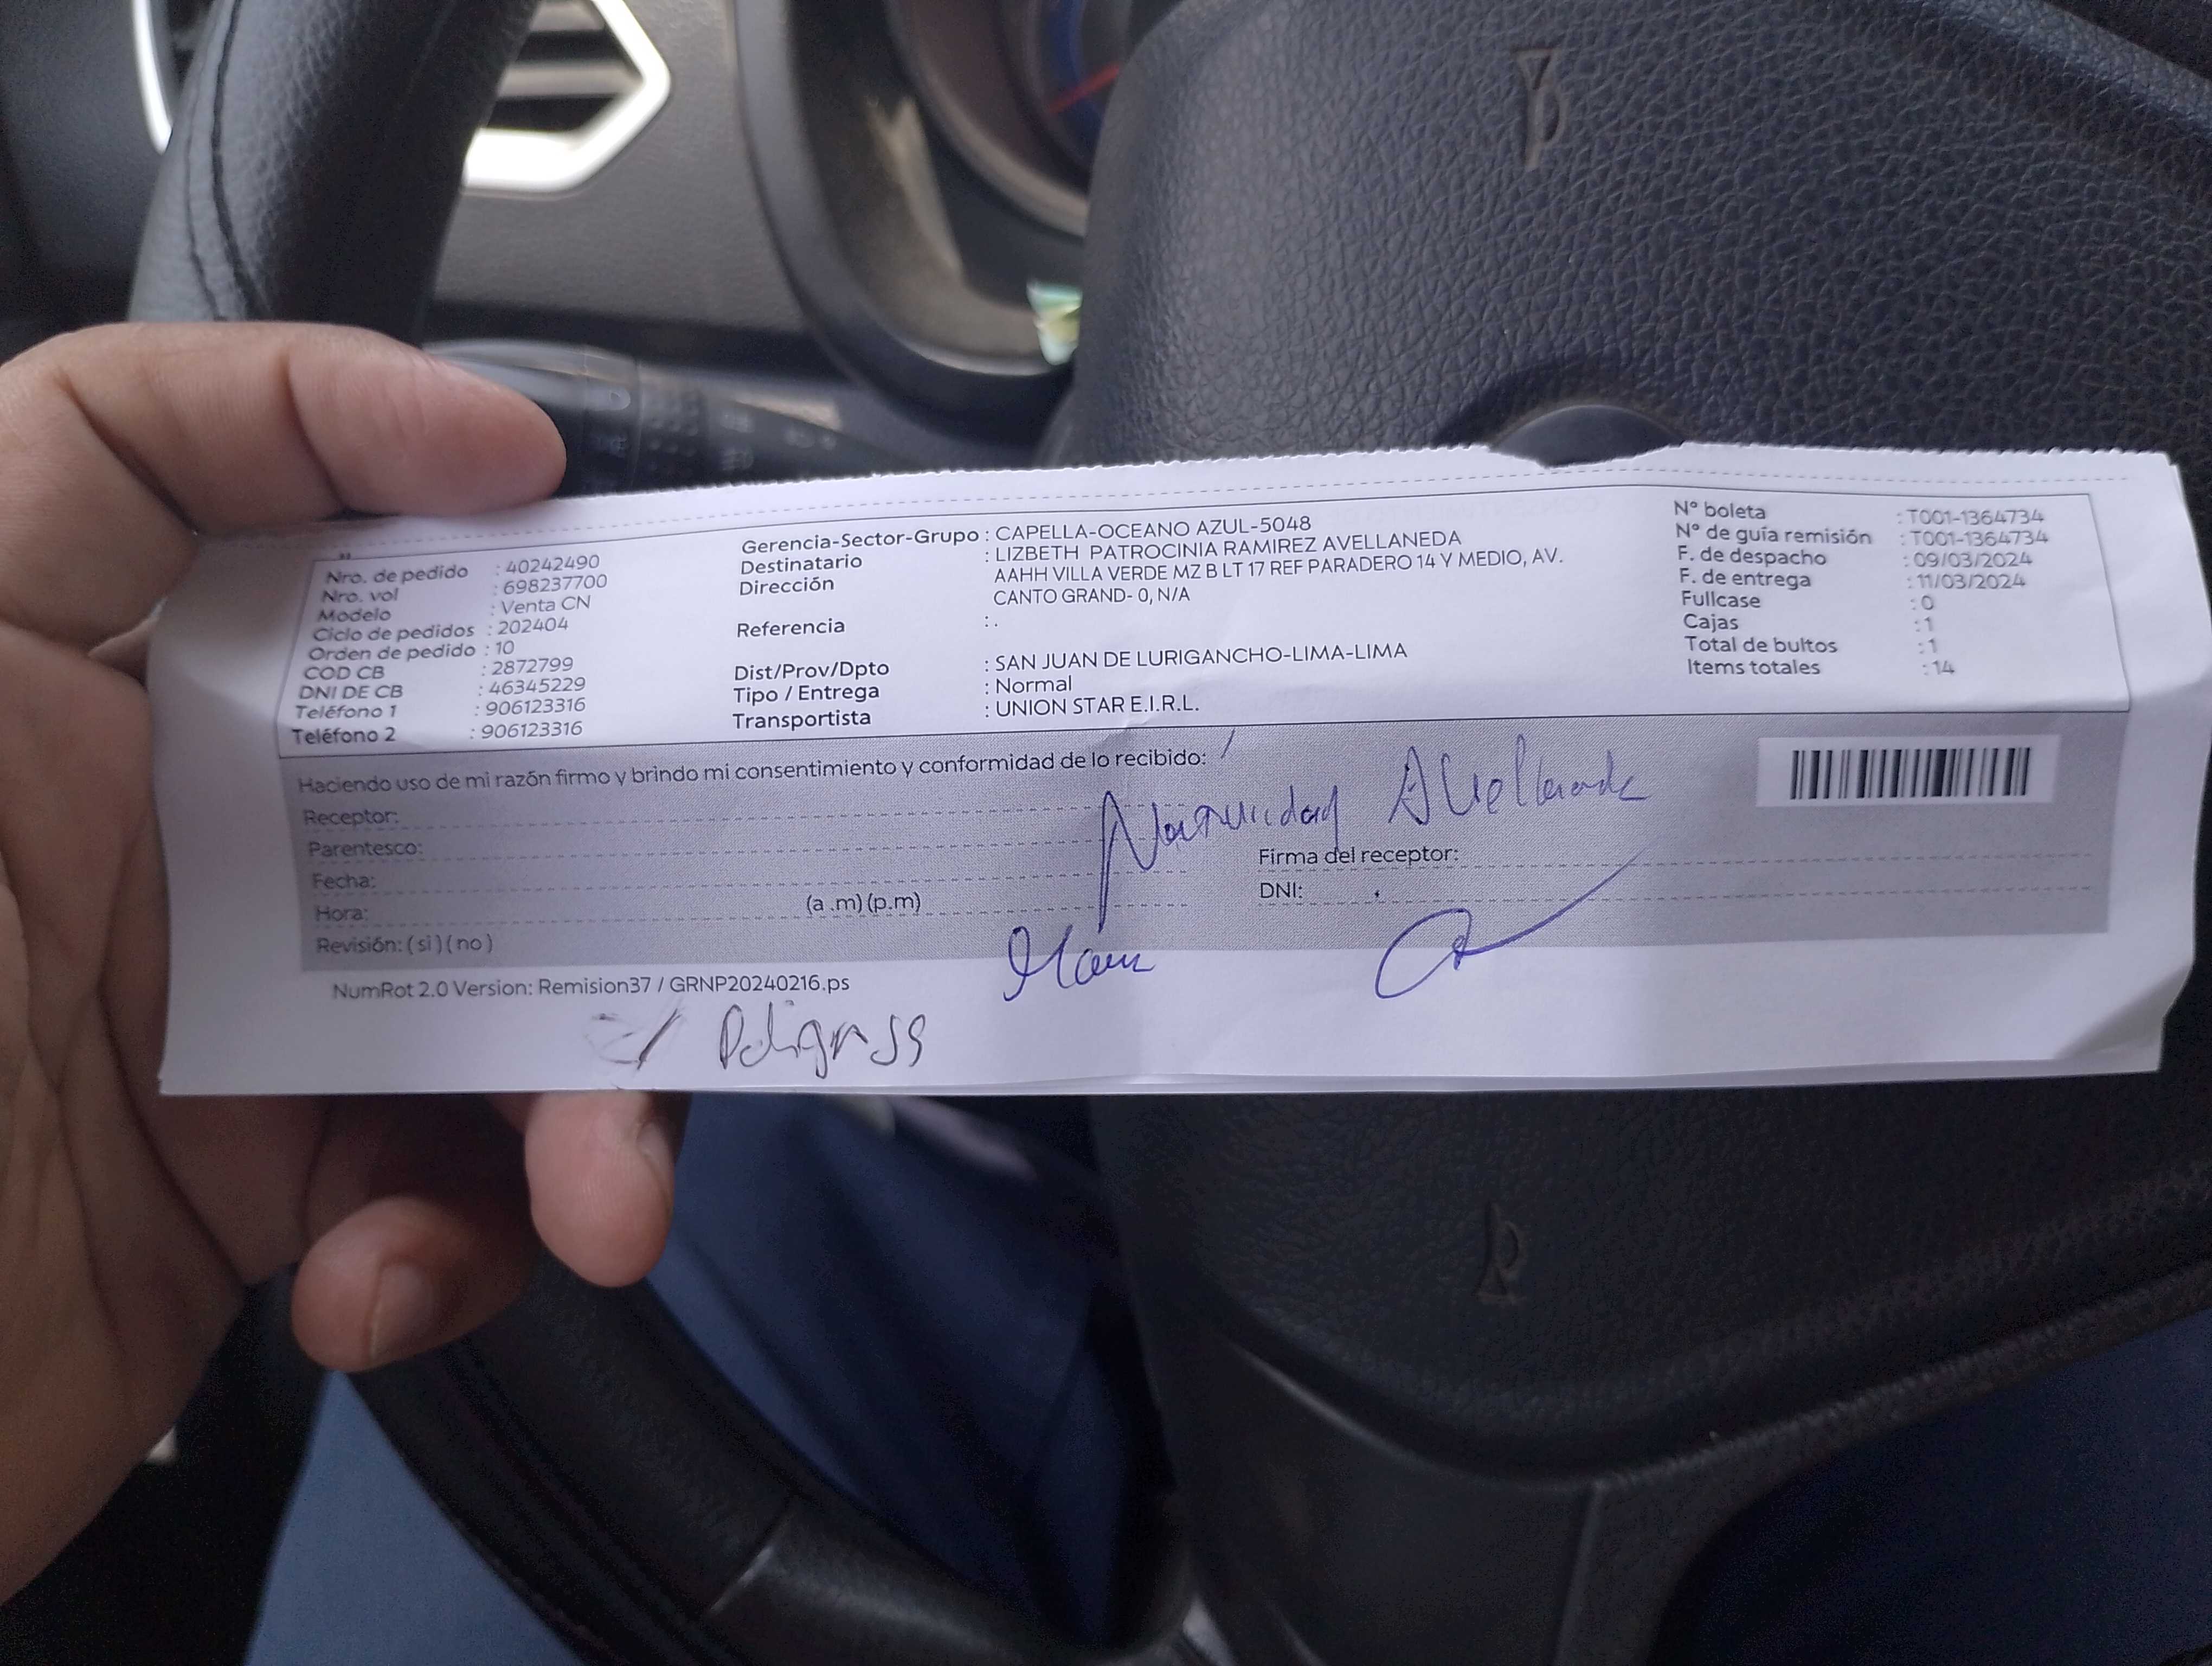 Nro. de pedido : 40242490
Nro. vol : 698237700
Modelo : Venta CN
Ciclo de pedidos : 202404
Orden de pedido : 10
COD CB : 2872799
DNI DE CB : 46345229
Teléfono 1 : 906123316
Teléfono 2 : 906123316
Gerencia-Sector-Grupo : CAPELLA-OCEANO AZUL-5048
Destinatario : LIZBETH PATROCINIA RAMIREZ AVELLANEDA
Dirección AAHH VILLA VERDE MZ B LT 17 REF PARADERO 14 Y MEDIO, AV.
CANTO GRAND- 0, N/A
Referencia : .
Dist/Prov/Dpto : SAN JUAN DE LURIGANCHO-LIMA-LIMA
Tipo / Entrega : Normal
Transportista : UNION STAR E.I.R.L.
N° boleta : T001-1364734
N° de guía remisión : T001-1364734
F. de despacho : 09/03/2024
F. de entrega : 11/03/2024
Fullcase : 0
Cajas : 1
Total de bultos : 1
Items totales : 14
Haciendo uso de mi razón firmo y brindo mi consentimiento y conformidad de lo recibido:
Receptor:
Parentesco:
Fecha:
Hora: (a .m) (p.m)
Revisión: ( si ) ( no )
Firma del receptor:
DNI:
NumRot 2.0 Version: Remision37 / GRNP20240216.ps